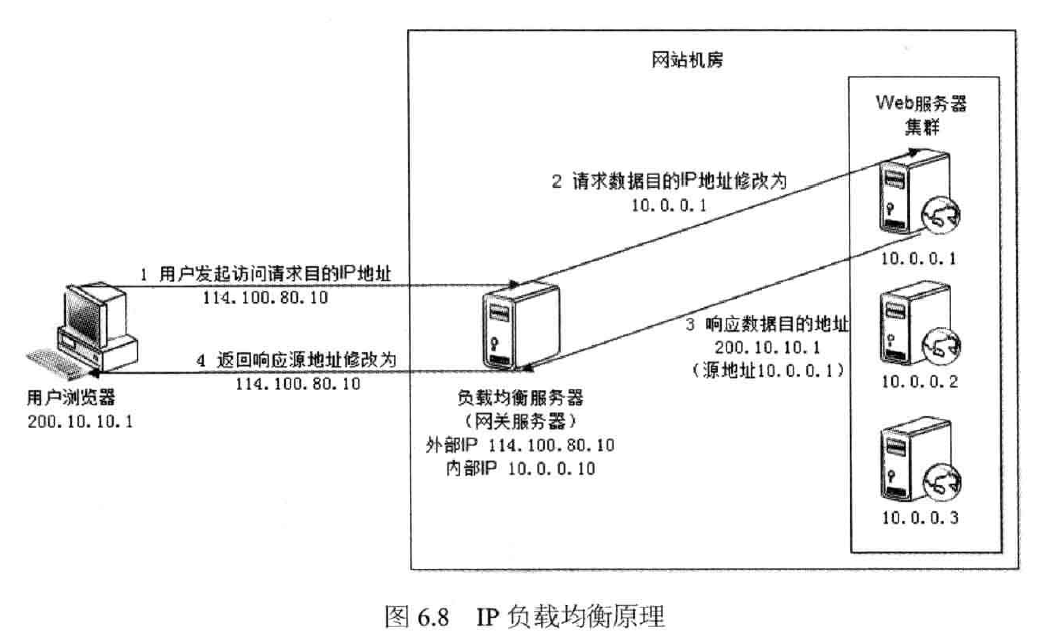 网站机房
Web服务器
集群
2 请求数据目的IP地址修改为
10.0.0.1
10.0.0.1
1 用户发起访问请求目的IP地址
114.100.80.10
3 响应数据目的地址
200.10.10.1
（源地址10.0.0.1）
4 返回响应源地址修改为
114.100.80.10
10.0.0.2
用户浏览器
200.10.10.1
负载均衡服务器
（网关服务器）
外部IP 114.100.80.10
内部IP 10.0.0.10
10.0.0.3
图 6.8 IP 负载均衡原理